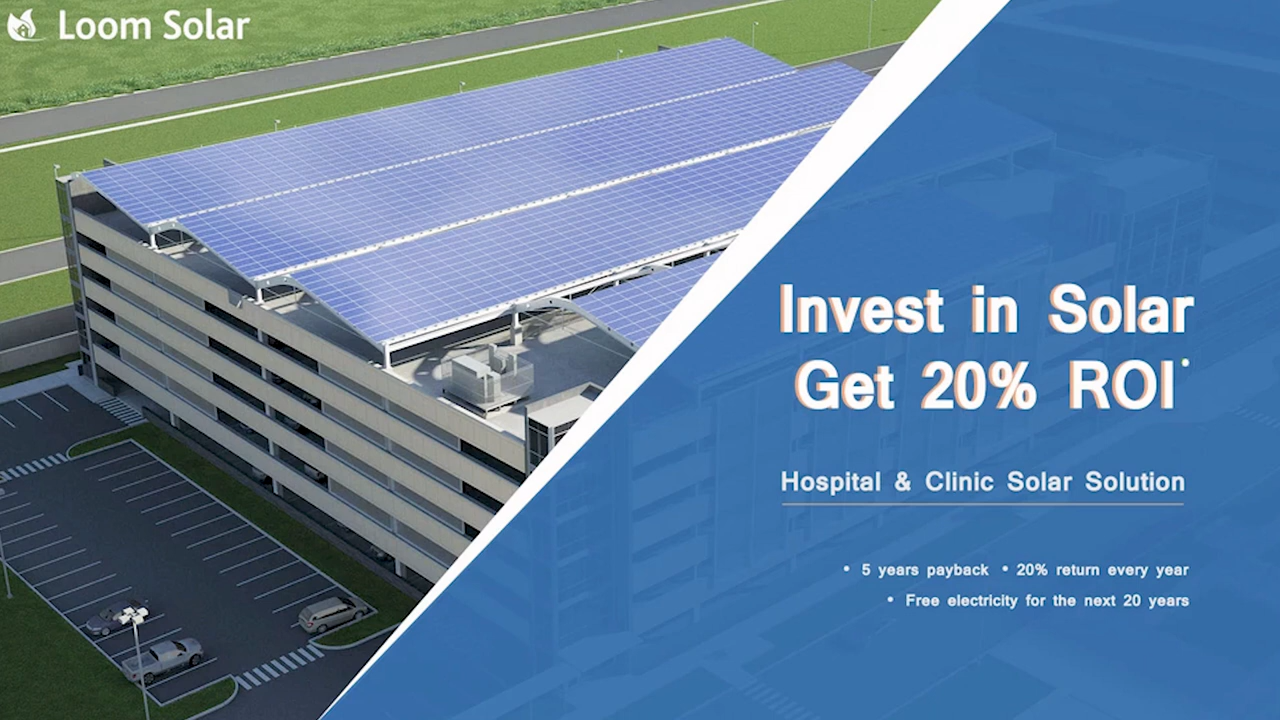 Loom Solar
Invest in Solar
Get 20% ROI*
Hospital & Clinic Solar Solution
• 5 years payback • 20% return every year
• Free electricity for the next 20 years